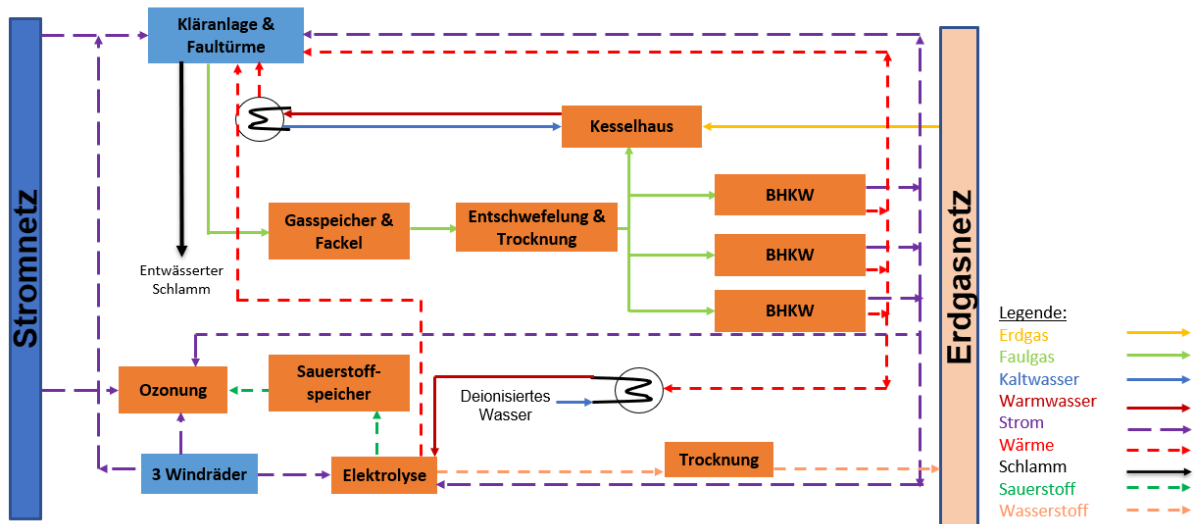 Stromnetz
Kläranlage &
Faultürme
Kesselhaus
BHKW
Gasspeicher &
Fackel
Entschwefelung &
Trocknung
BHKW
BHKW
Entwässerter
Schlamm
Ozonung
Sauerstoff-
speicher
Deionisiertes
Wasser
3 Windräder
Elektrolyse
Trocknung
Erdgasnetz
Legende:
Erdgas
Faulgas
Kaltwasser
Warmwasser
Strom
Wärme
Schlamm
Sauerstoff
Wasserstoff